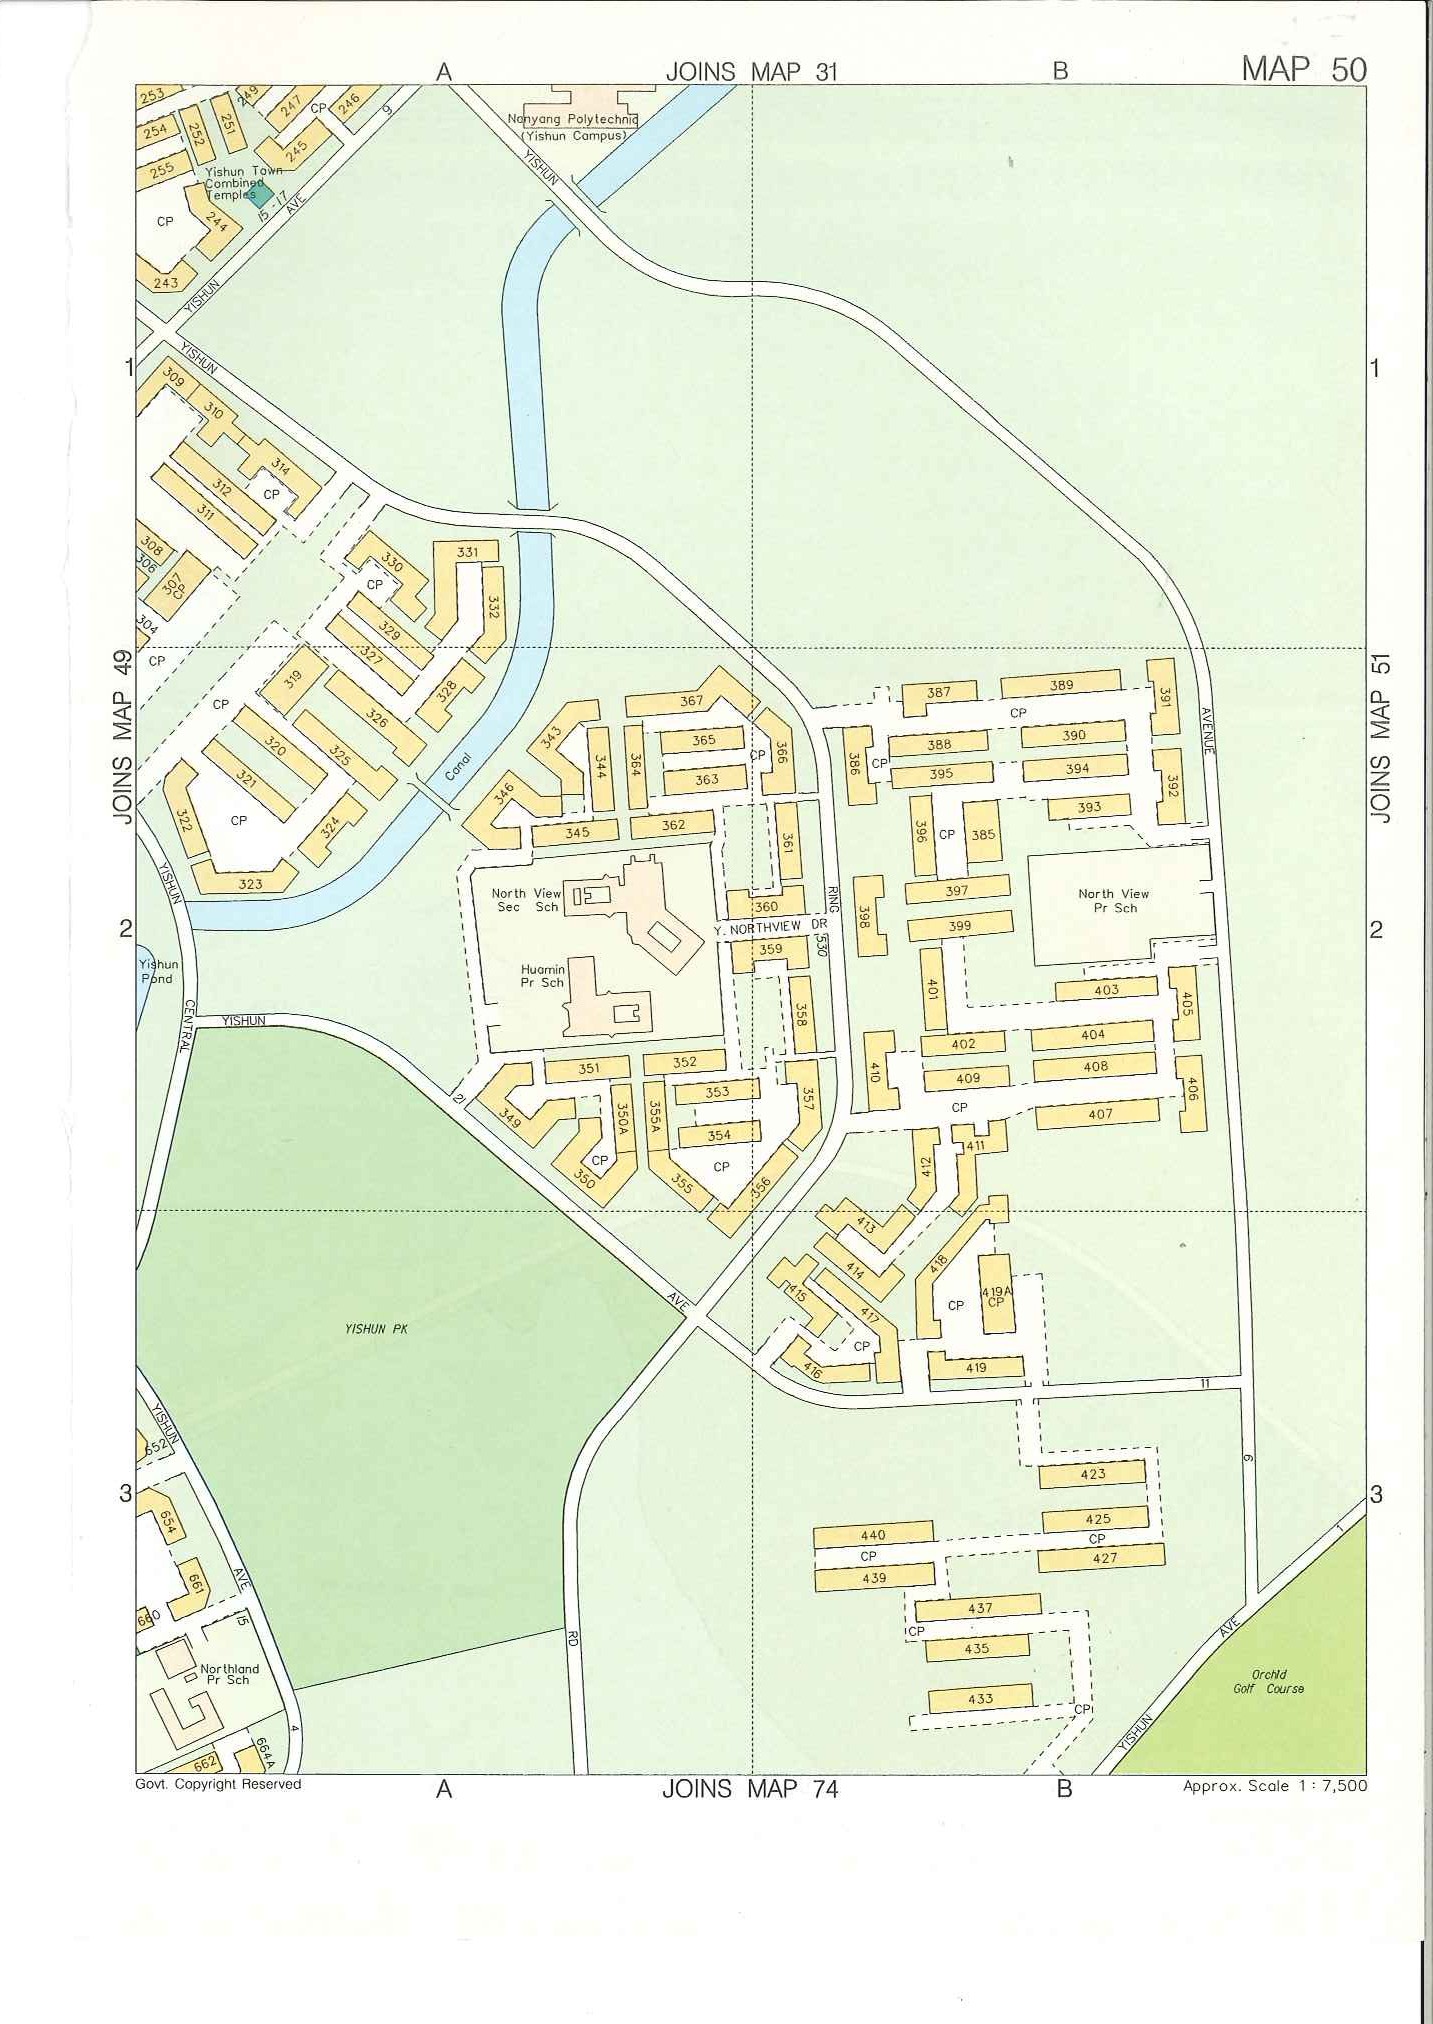 A JOINS MAP 31 B MAP 50
253
249
247
CP
246
9
254
252
251
245
255
Yishun Town
Combined
Temples
15-17
AVE
CP
244
243
YISHUN
Nanyang Polytechnic
(Yishun Campus)
YISHUN
1
1
YISHUN
309
310
314
312
CP
311
308
306
307
CP
304
CP
330
CP
331
332
329
327
328
319
CP
326
320
325
321
322
CP
324
323
Canal
JOINS MAP 49
JOINS MAP 51
343
344
364
367
365
363
CP
366
346
345
362
361
360
Y. NORTHVIEW DR
359
530
RING
358
North View
Sec Sch
Huamin
Pr Sch
387
389
391
CP
386
CP
388
390
395
394
392
393
396
CP
385
397
398
399
North View
Pr Sch
AVENUE
2
2
YISHUN
Yishun
Pond
CENTRAL
YISHUN
21
401
403
405
402
404
410
409
408
406
CP
407
351
352
349
350A
355A
353
357
354
CP
CP
350
355
356
412
411
413
414
418
415
417
419A
CP
CP
CP
416
419
AVE
11
YISHUN PK
YISHUN
652
654
661
AVE
660
15
Northland
Pr Sch
4
662
664A
3
3
6
423
425
CP
427
440
CP
439
437
CP
435
433
CP
RD
1
AVE
YISHUN
Orchid
Golf Course
Govt. Copyright Reserved A JOINS MAP 74 B Approx. Scale 1 : 7,500